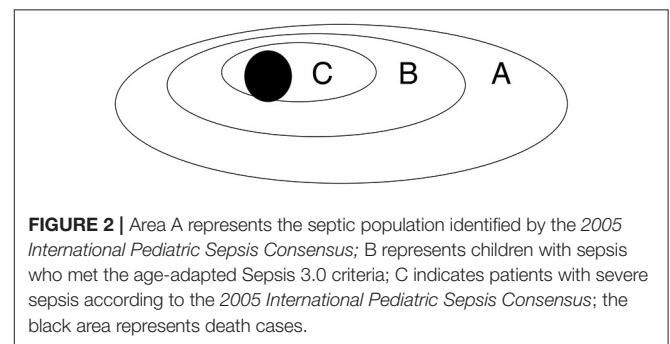 C B A
FIGURE 2 | Area A represents the septic population identified by the 2005
International Pediatric Sepsis Consensus; B represents children with sepsis
who met the age-adapted Sepsis 3.0 criteria; C indicates patients with severe
sepsis according to the 2005 International Pediatric Sepsis Consensus; the
black area represents death cases.